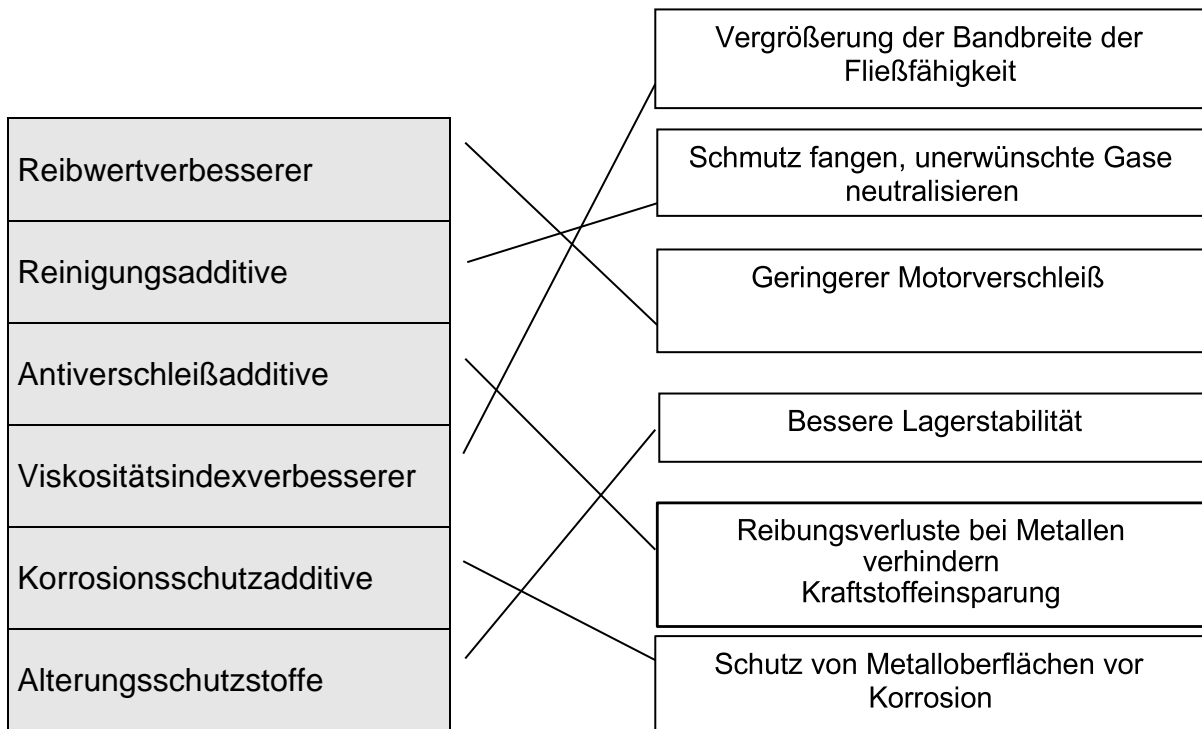 Reibwertverbesserer
Reinigungsadditive
Antiverschleißadditive
Viskositätsindexverbesserer
Korrosionsschutzadditive
Alterungsschutzstoffe
Vergrößerung der Bandbreite der
Fließfähigkeit
Schmutz fangen, unerwünschte Gase
neutralisieren
Geringerer Motorverschleiß
Bessere Lagerstabilität
Reibungsverluste bei Metallen
verhindern
Kraftstoffeinsparung
Schutz von Metalloberflächen vor
Korrosion